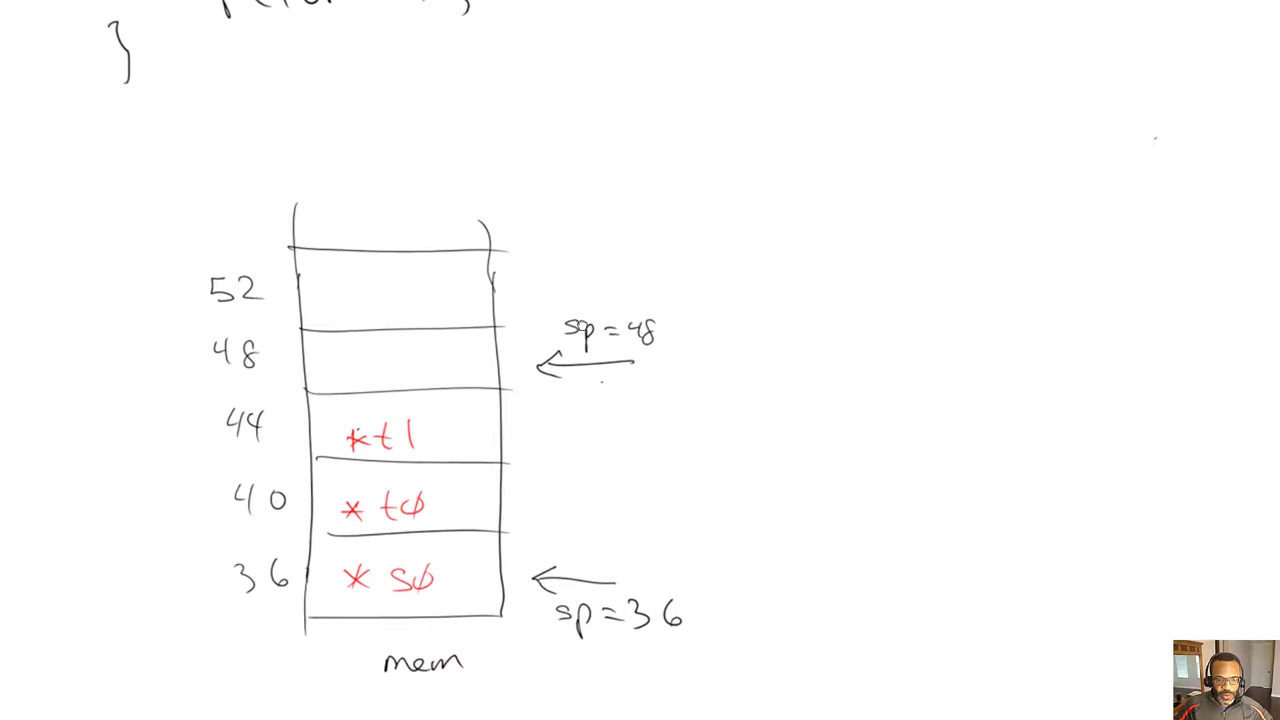 }
52
sp = 48
48
44 * t1
40 * t0
36 * s0
sp = 36
mem